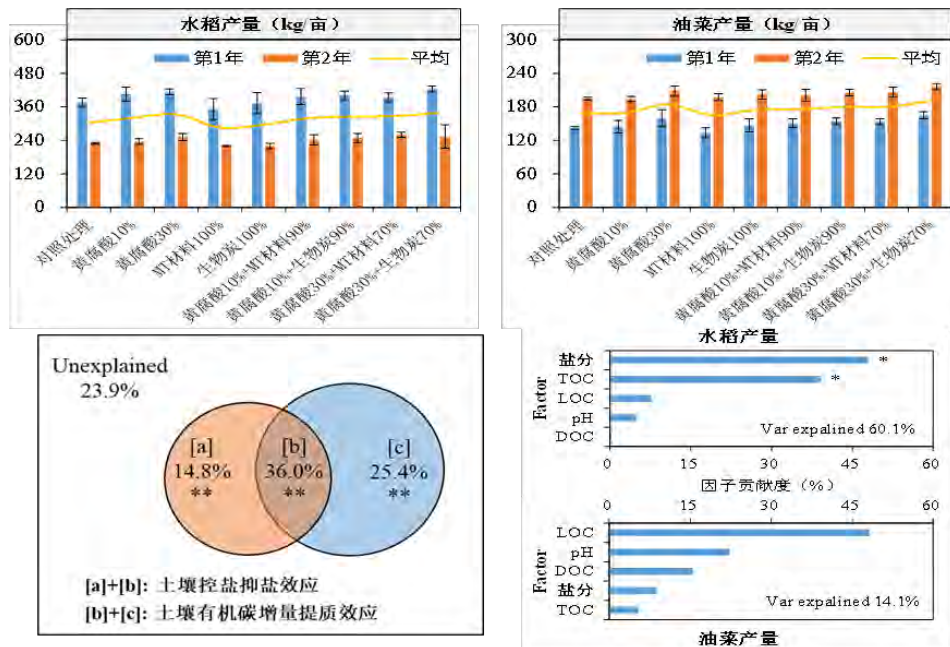 水稻产量（kg/亩）
600
480
360
240
120
0
第1年
第2年
平均
对照处理
黄腐酸10%
黄腐酸30%
MT材料100%
生物炭100%
黄腐酸10%+MT材料90%
黄腐酸10%+生物炭90%
黄腐酸30%+MT材料70%
黄腐酸30%+生物炭70%
油菜产量（kg/亩）
300
240
180
120
60
0
第1年
第2年
平均
对照处理
黄腐酸10%
黄腐酸30%
MT材料100%
生物炭100%
黄腐酸10%+MT材料90%
黄腐酸10%+生物炭90%
黄腐酸30%+MT材料70%
黄腐酸30%+生物炭70%
Unexplained
23.9%
[a]
14.8%
**
[b]
36.0%
**
[c]
25.4%
**
[a]+[b]: 土壤控盐抑盐效应
[b]+[c]: 土壤有机碳增量提质效应
水稻产量
Factor
盐分
*
TOC
*
LOC
pH
DOC
Var expalined 60.1%
0
15
30
45
60
因子贡献度（%）
Factor
LOC
pH
DOC
盐分
TOC
Var expalined 14.1%
油菜产量